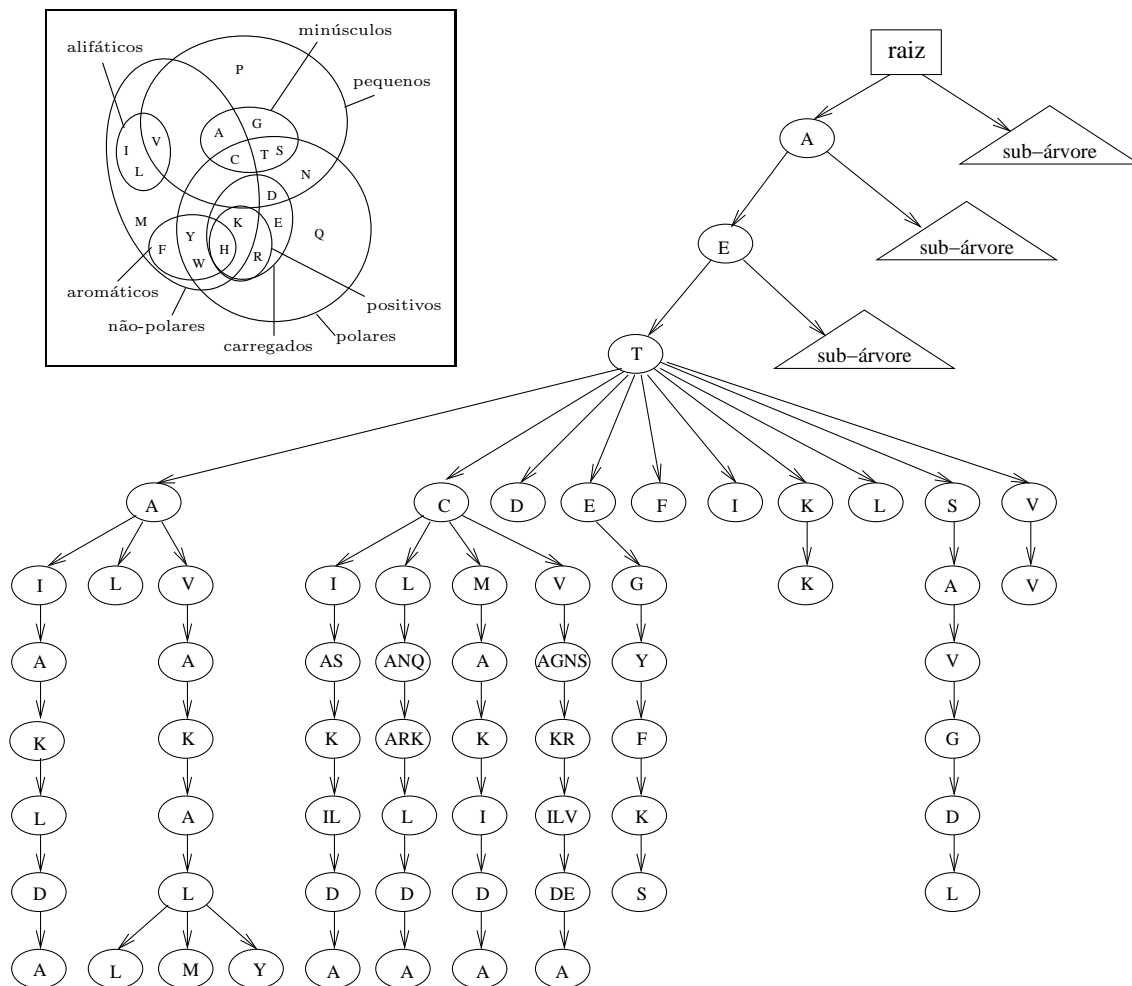 minúsculos
alifáticos
pequenos
P
A G
C T S
I V
L
N
D
M
K E
Y Q
F H
W R
aromáticos
não-polares
carregados
positivos
polares
raiz
A sub-árvore
E sub-árvore
T sub-árvore
A C D E F I K L S V
I L V I L M V G K A V
A A AS ANQ A AGNS Y V
K K K ARK K KR F G
L A IL L I ILV K D
D L D D D DE S L
A L M Y A A A A